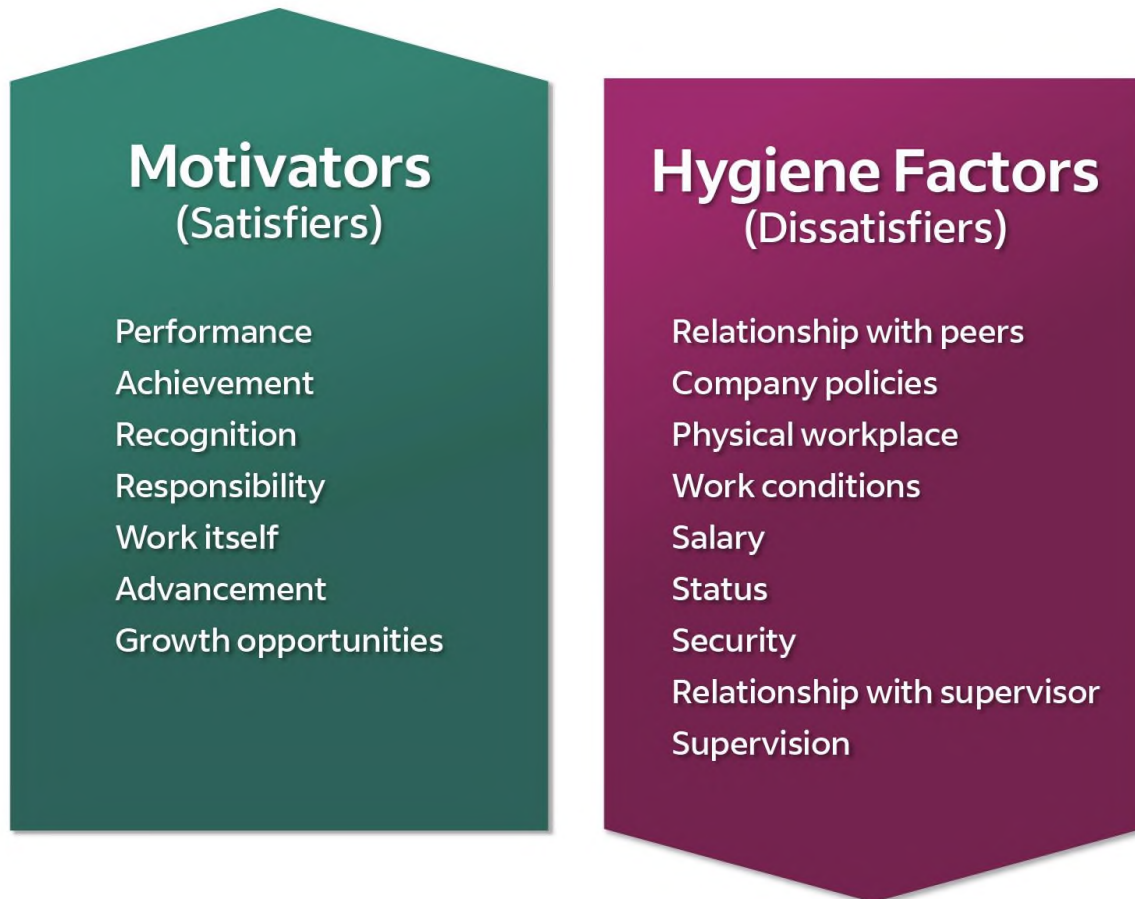 Motivators
(Satisfiers)
Performance
Achievement
Recognition
Responsibility
Work itself
Advancement
Growth opportunities
Hygiene Factors
(Dissatisfiers)
Relationship with peers
Company policies
Physical workplace
Work conditions
Salary
Status
Security
Relationship with supervisor
Supervision